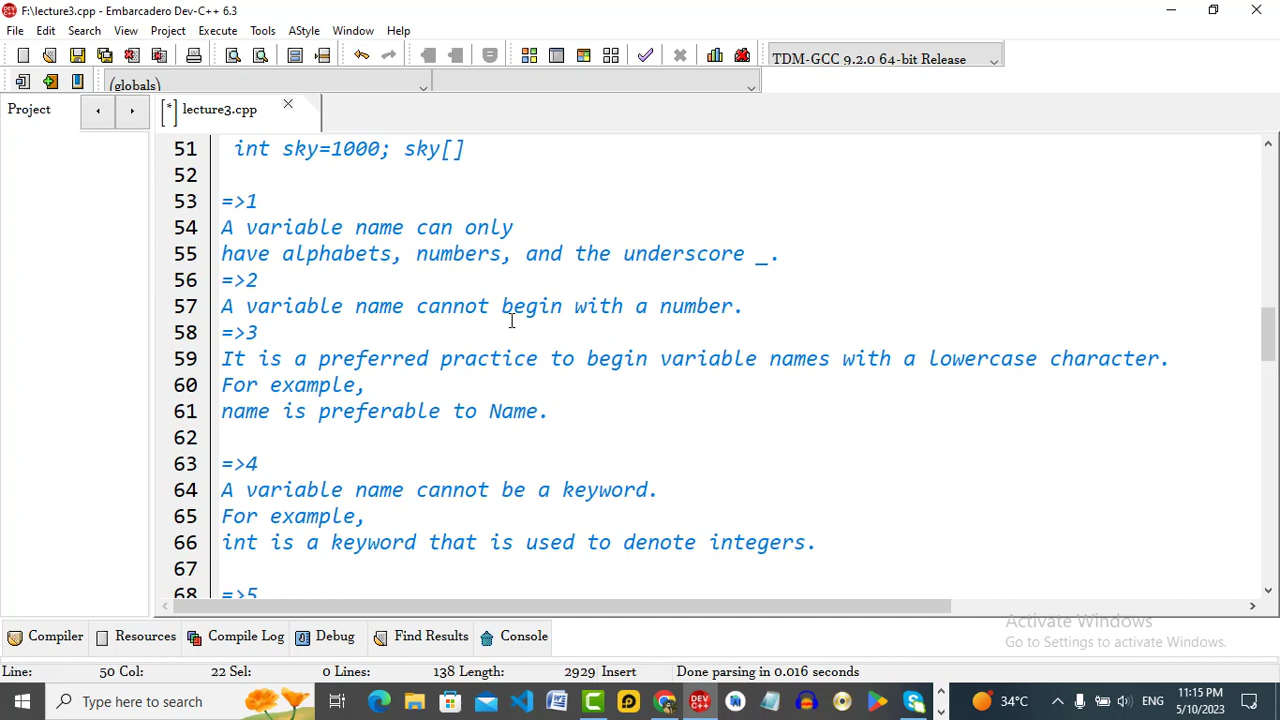 F:\lecture3.cpp - Embarcadero Dev-C++ 6.3
File Edit Search View Project Execute Tools AStyle Window Help
TDM-GCC 9.2.0 64-bit Release
(globals)
Project
[*] lecture3.cpp
51 int sky=1000; sky[]
52
53 =>1
54 A variable name can only
55 have alphabets, numbers, and the underscore _.
56 =>2
57 A variable name cannot begin with a number.
58 =>3
59 It is a preferred practice to begin variable names with a lowercase character.
60 For example,
61 name is preferable to Name.
62
63 =>4
64 A variable name cannot be a keyword.
65 For example,
66 int is a keyword that is used to denote integers.
67
68 =>5
Activate Windows
Go to Settings to activate Windows.
Compiler Resources Compile Log Debug Find Results Console
Line: 50 Col: 22 Sel: 0 Lines: 138 Length: 2929 Insert Done parsing in 0.016 seconds
Type here to search
34°C
ENG
11:15 PM
5/10/2023